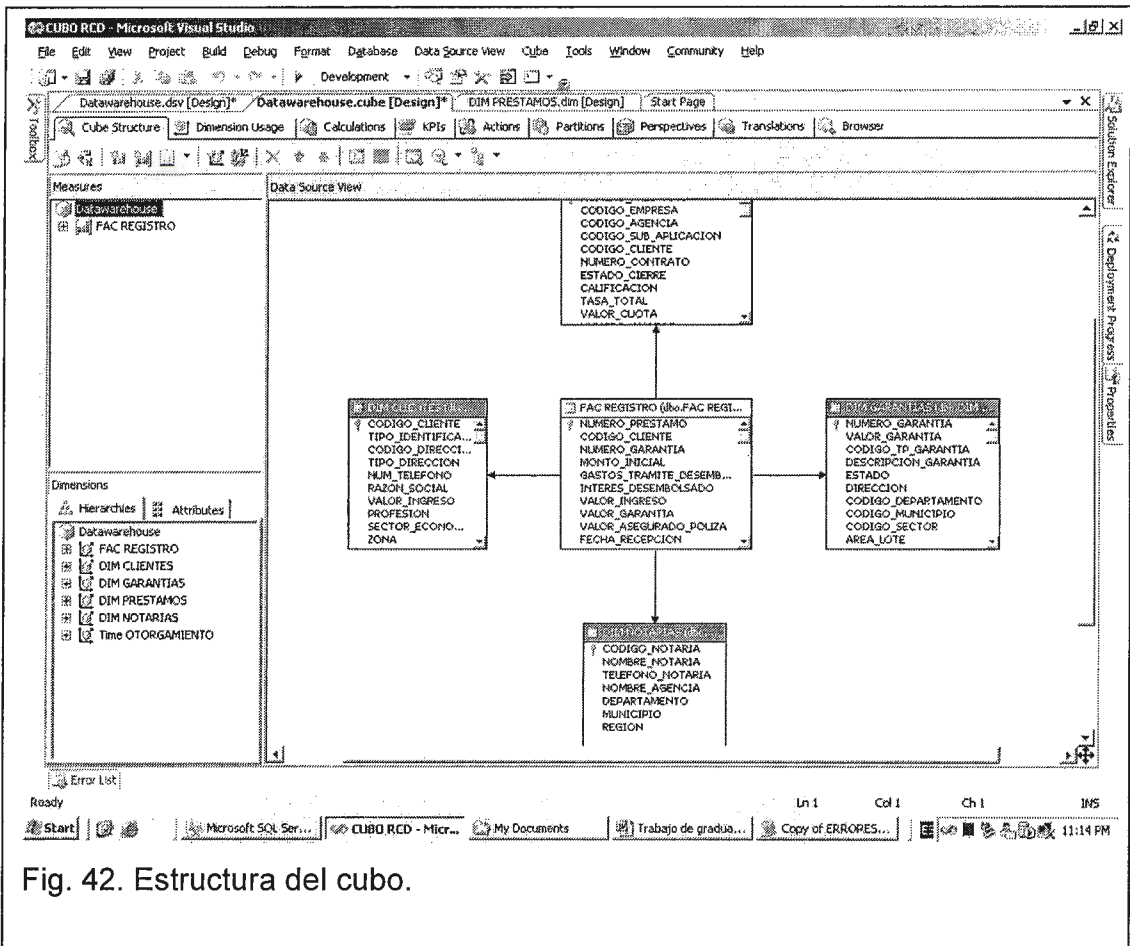 CUBO RCD - Microsoft Visual Studio
File Edit View Project Build Debug Format Database Data Source View Cube Tools Window Community Help
Development
Datawarehouse.dsv [Design]* Datawarehouse.cube [Design]* DIM PRESTAMOS.dim [Design] Start Page
Cube Structure Dimension Usage Calculations KPIs Actions Partitions Perspectives Translations Browser
Toolbox
Solution Explorer
Deployment Progress
Properties
Measures
Datawarehouse
FAC REGISTRO
Data Source View
CODIGO_EMPRESA
CODIGO_AGENCIA
CODIGO_SUB_APLICACION
CODIGO_CLIENTE
NUMERO_CONTRATO
ESTADO_CIERRE
CALIFICACION
TASA_TOTAL
VALOR_CUOTA
CODIGO_CLIENTE
TIPO_IDENTIFICA...
CODIGO_DIRECCI...
TIPO_DIRECCION
NUM_TELEFONO
RAZON_SOCIAL
VALOR_INGRESO
PROFESION
SECTOR_ECONO...
ZONA
FAC REGISTRO (dbo.FAC REGI...
NUMERO_PRESTAMO
CODIGO_CLIENTE
NUMERO_GARANTIA
MONTO_INICIAL
GASTOS_TRAMITE_DESEMB...
INTERES_DESEMBOLSADO
VALOR_INGRESO
VALOR_GARANTIA
VALOR_ASEGURADO_POLIZA
FECHA_RECEPCION
NUMERO_GARANTIA
VALOR_GARANTIA
CODIGO_TP_GARANTIA
DESCRIPCION_GARANTIA
ESTADO
DIRECCION
CODIGO_DEPARTAMENTO
CODIGO_MUNICIPIO
CODIGO_SECTOR
AREA_LOTE
CODIGO_NOTARIA
NOMBRE_NOTARIA
TELEFONO_NOTARIA
NOMBRE_AGENCIA
DEPARTAMENTO
MUNICIPIO
REGION
Dimensions
Hierarchies Attributes
Datawarehouse
FAC REGISTRO
DIM CLIENTES
DIM GARANTIAS
DIM PRESTAMOS
DIM NOTARIAS
Time OTORGAMIENTO
Error List
Ready Ln 1 Col 1 Ch 1 INS
Start Microsoft SQL Ser... CUBO RCD - Micr... My Documents Trabajo de gradua... Copy of ERRORES... 11:14 PM
Fig. 42. Estructura del cubo.